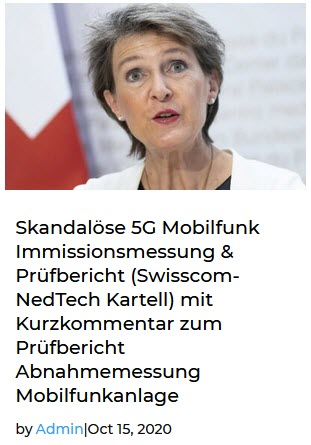 Skandalöse 5G Mobilfunk
Immissionsmessung &
Prüfbericht (Swisscom-
NedTech Kartell) mit
Kurzkommentar zum
Prüfbericht
Abnahmemessung
Mobilfunkanlage
by Admin|Oct 15, 2020